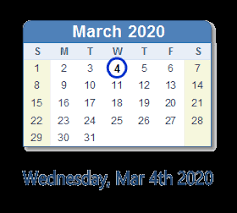 March 2020
S M T W T F S
1 2 3 4 5 6 7
8 9 10 11 12 13 14
15 16 17 18 19 20 21
22 23 24 25 26 27 28
29 30 31
Wednesday, Mar 4th 2020